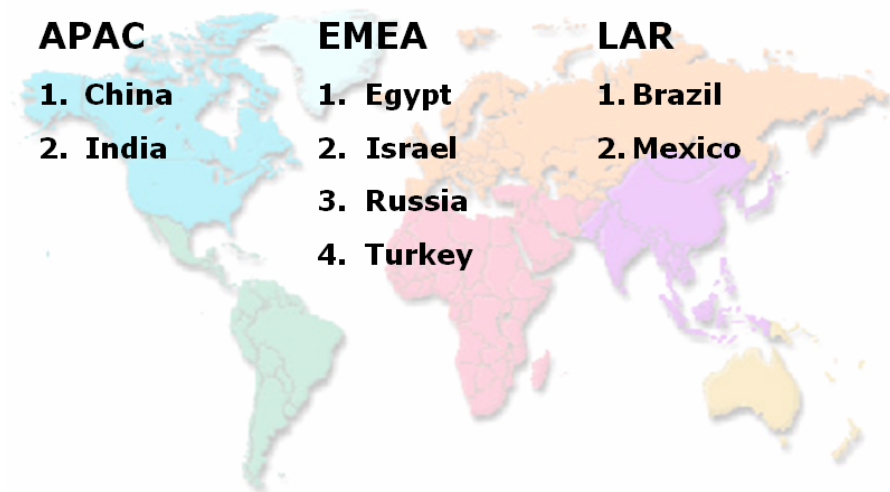 APAC
1. China
2. India
EMEA
1. Egypt
2. Israel
3. Russia
4. Turkey
LAR
1. Brazil
2. Mexico